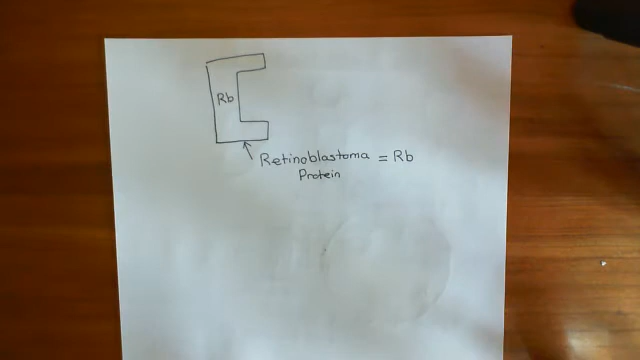 Rb
Retinoblastoma = Rb
Protein